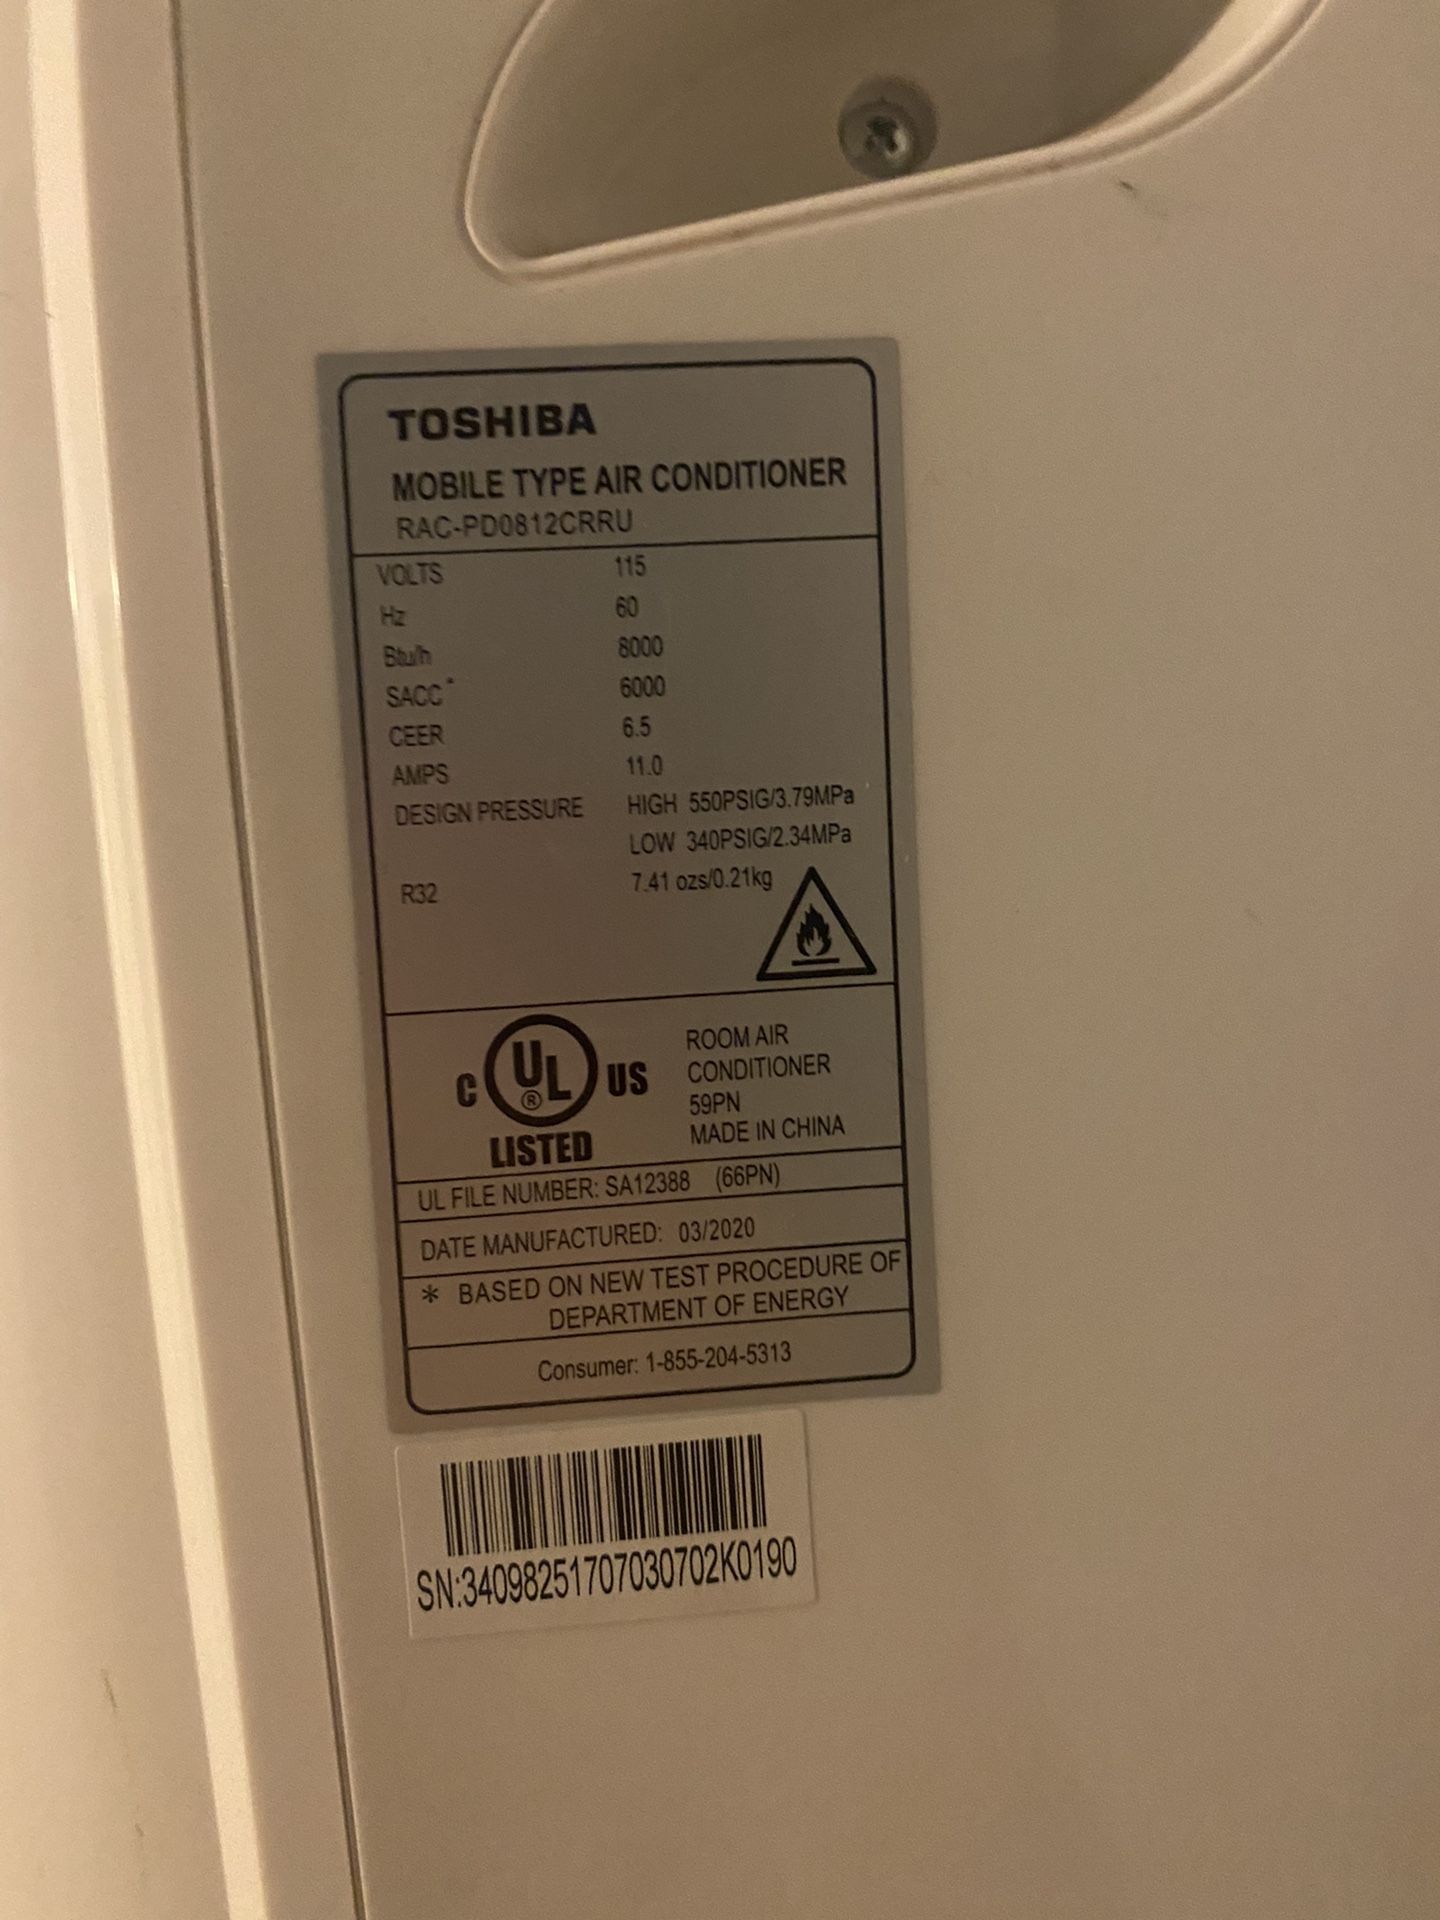 TOSHIBA
MOBILE TYPE AIR CONDITIONER
RAC-PD0812CRRU
VOLTS 115
Hz 60
Btu/h 8000
SACC* 6000
CEER 6.5
AMPS 11.0
DESIGN PRESSURE HIGH 550PSIG/3.79MPa
LOW 340PSIG/2.34MPa
R32 7.41 ozs/0.21kg
C UL® US
LISTED
ROOM AIR
CONDITIONER
59PN
MADE IN CHINA
UL FILE NUMBER: SA12388 (66PN)
DATE MANUFACTURED: 03/2020
* BASED ON NEW TEST PROCEDURE OF
DEPARTMENT OF ENERGY
Consumer: 1-855-204-5313
SN:34098251707030702K0190